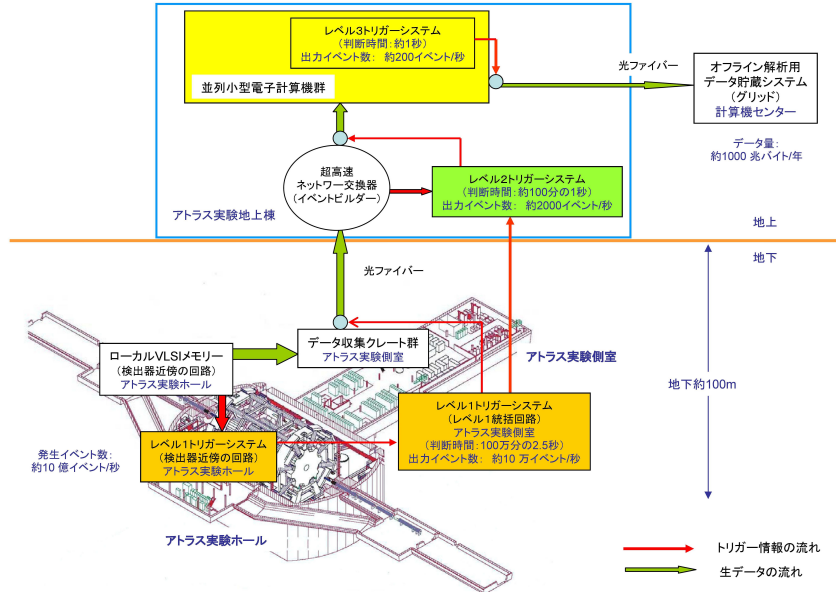 レベル3トリガーシステム
(判断時間:約1秒)
出力イベント数: 約200イベント/秒
並列小型電子計算機群
光ファイバー
オフライン解析用
データ貯蔵システム
(グリッド)
計算機センター
データ量:
約1000 兆バイト/年
超高速
ネットワー交換器
(イベントビルダー)
レベル2トリガーシステム
(判断時間:約100分の1秒)
出力イベント数: 約2000イベント/秒
アトラス実験地上棟
地上
地下
光ファイバー
データ収集クレート群
アトラス実験側室
ローカルVLSIメモリー
(検出器近傍の回路)
アトラス実験ホール
アトラス実験側室
地下約100m
レベル1トリガーシステム
(レベル1統括回路)
アトラス実験側室
(判断時間:100万分の2.5秒)
出力イベント数: 約10 万イベント/秒
レベル1トリガーシステム
(検出器近傍の回路)
アトラス実験ホール
発生イベント数:
約10 億イベント/秒
アトラス実験ホール
トリガー情報の流れ
生データの流れ